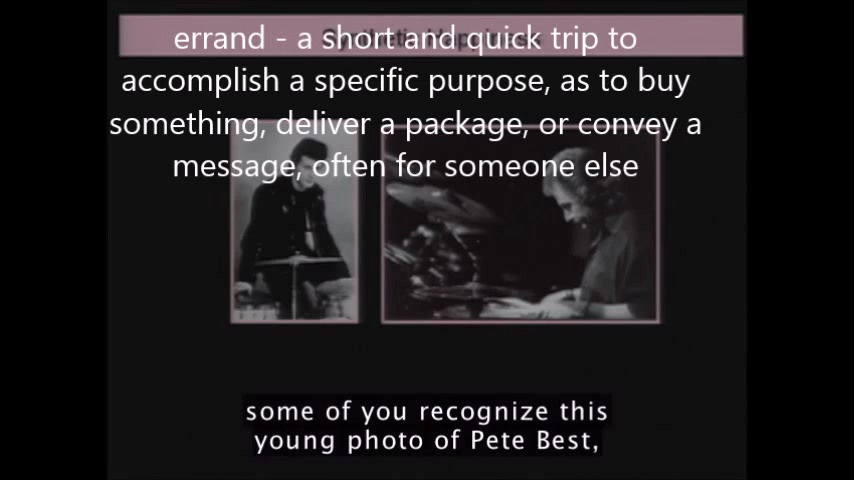 errand - a short and quick trip to
accomplish a specific purpose, as to buy
something, deliver a package, or convey a
message, often for someone else
some of you recognize this
young photo of Pete Best,